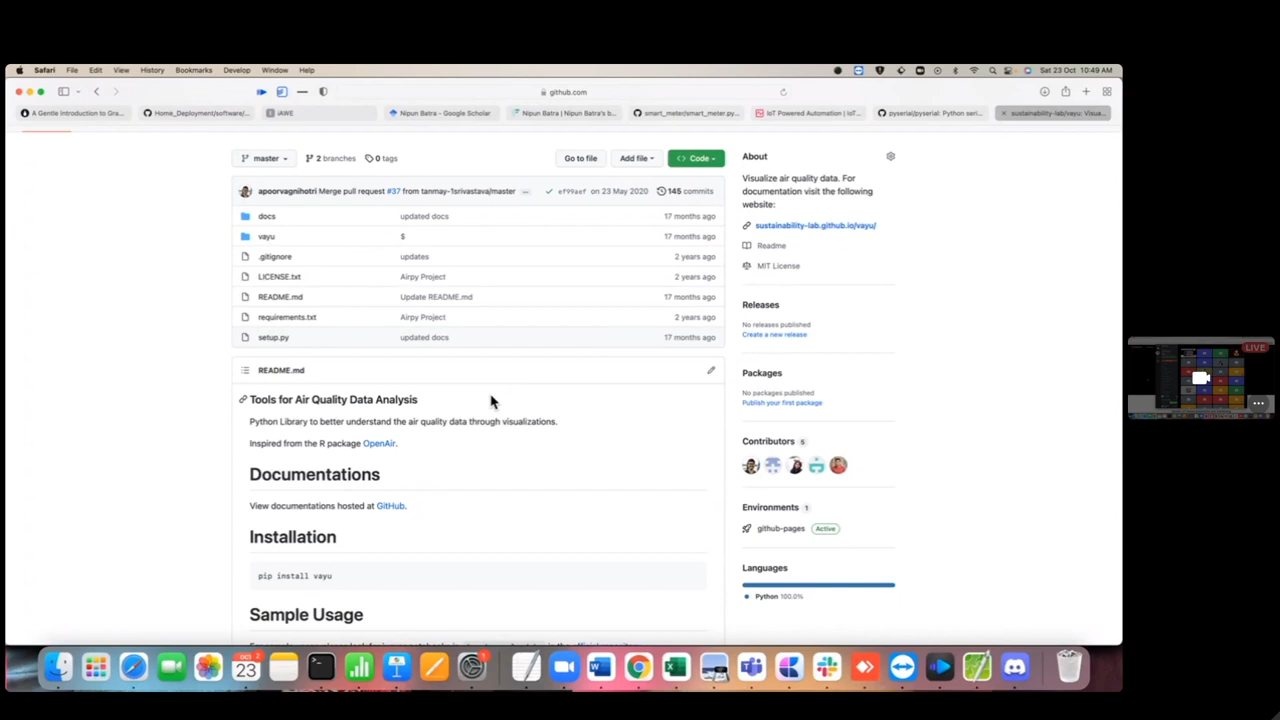 Safari File Edit View History Bookmarks Develop Window Help Sat 23 Oct 10:49 AM
github.com
A Gentle Introduction to Gra... Home_Deployment/software/... iAWE Nipun Batra - Google Scholar Nipun Batra | Nipun Batra's b... smart_meter/smart_meter.py... IoT Powered Automation | IoT... pyserial/pyserial: Python seri... sustainability-lab/vayu: Visua...
master 2 branches 0 tags Go to file Add file Code
apoorvagnihotri Merge pull request #37 from tanmay-1srivastava/master ... ef99aef on 23 May 2020 145 commits
docs updated docs 17 months ago
vayu $ 17 months ago
.gitignore updates 2 years ago
LICENSE.txt Airpy Project 2 years ago
README.md Update README.md 17 months ago
requirements.txt Airpy Project 2 years ago
setup.py updated docs 17 months ago
README.md
Tools for Air Quality Data Analysis
Python Library to better understand the air quality data through visualizations.
Inspired from the R package OpenAir.
Documentations
View documentations hosted at GitHub.
Installation
pip install vayu
Sample Usage
About
Visualize air quality data. For
documentation visit the following
website:
sustainability-lab.github.io/vayu/
Readme
MIT License
Releases
No releases published
Create a new release
Packages
No packages published
Publish your first package
Contributors 5
Environments 1
github-pages Active
Languages
Python 100.0%
LIVE
OCT 2
23
1